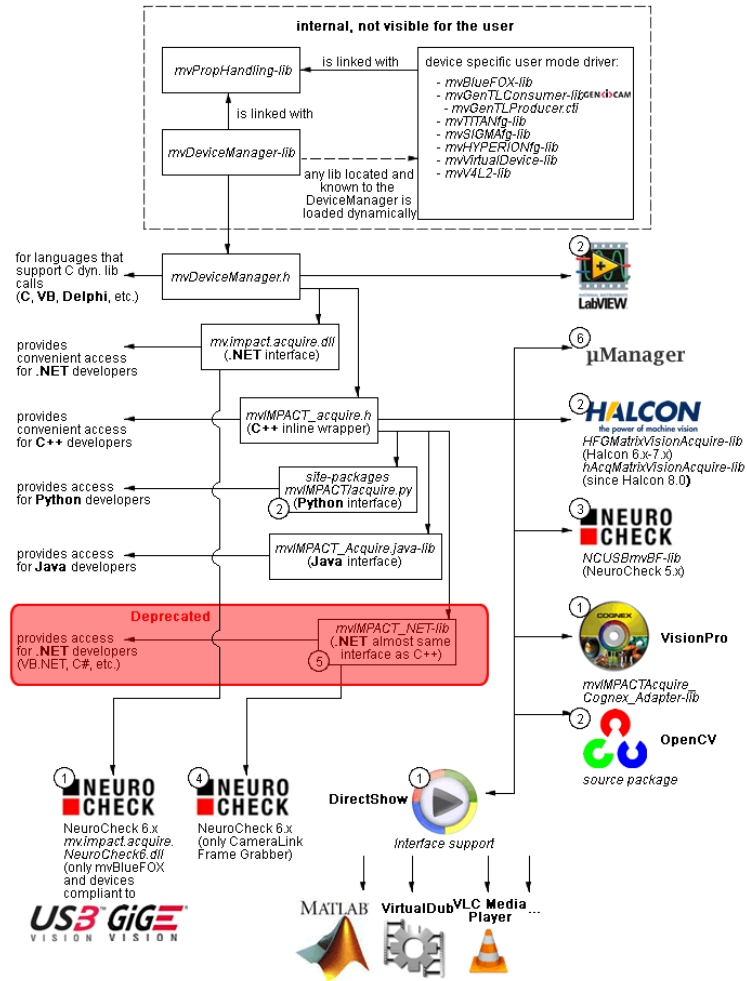 internal, not visible for the user
mvPropHandling-lib
is linked with
device specific user mode driver:
- mvBlueFOX-lib
- mvGenTLConsumer-lib
GEN<i>CAM
- mvGenTLProducer.cti
- mvTITANfg-lib
- mvSIGMAfg-lib
- mvHYPERIONfg-lib
- mvVirtualDevice-lib
- mvV4L2-lib
is linked with
mvDeviceManager-lib
any lib located and
known to the
DeviceManager is
loaded dynamically
for languages that
support C dyn. lib
calls
(C, VB, Delphi, etc.)
mvDeviceManager.h
2
NATIONAL INSTRUMENTS
LabVIEW
provides
convenient access
for .NET developers
mv.impact.acquire.dll
(.NET interface)
6
µManager
provides
convenient access
for C++ developers
mvIMPACT_acquire.h
(C++ inline wrapper)
2
HALCON
the power of machine vision
HFGMatrixVisionAcquire-lib
(Halcon 6.x-7.x)
hAcqMatrixVisionAcquire-lib
(since Halcon 8.0)
provides access
for Python developers
site-packages
mvIMPACT/acquire.py
(Python interface)
2
3
NEURO
CHECK
NCUSBmvBF-lib
(NeuroCheck 5.x)
provides access
for Java developers
mvIMPACT_Acquire.java-lib
(Java interface)
Deprecated
provides access
for .NET developers
(VB.NET, C#, etc.)
mvIMPACT_NET-lib
(.NET almost same
interface as C++)
5
1
COGNEX
VisionPro
mvIMPACTAcquire_
Cognex_Adapter-lib
2
OpenCV
source package
1
NEURO
CHECK
NeuroCheck 6.x
mv.impact.acquire.
NeuroCheck6.dll
(only mvBlueFOX
and devices
compliant to
USB3™ GiGE™
VISION VISION
4
NEURO
CHECK
NeuroCheck 6.x
(only CameraLink
Frame Grabber)
DirectShow
1
Interface support
MATLAB
VirtualDub
VLC Media
Player
...